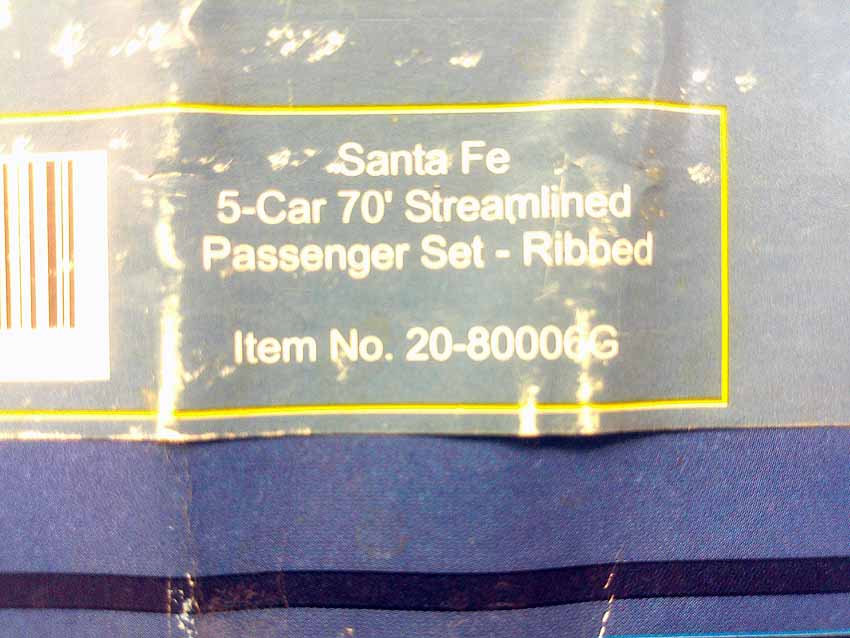 Santa Fe
5-Car 70' Streamlined
Passenger Set - Ribbed
Item No. 20-80006G